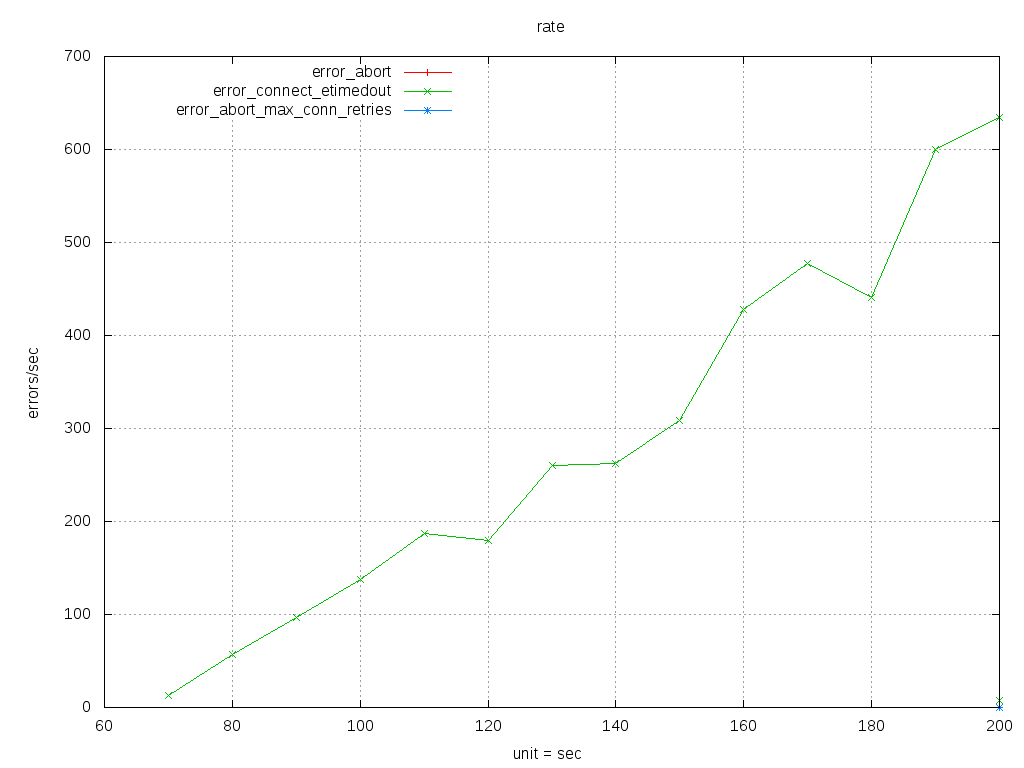 rate
error_abort
error_connect_etimedout
error_abort_max_conn_retries
700
600
500
400
300
200
100
0
errors/sec
60 80 100 120 140 160 180 200
unit = sec